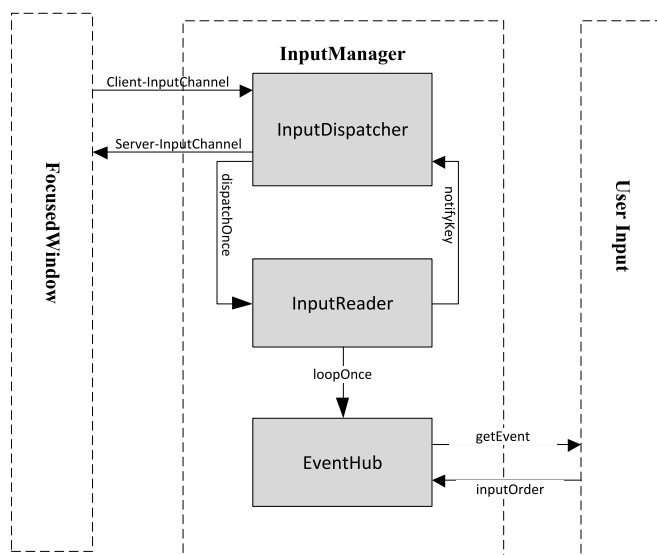 InputManager
Client-InputChannel
InputDispatcher
Server-InputChannel
dispatchOnce
notifyKey
FocusedWindow
User Input
InputReader
loopOnce
getEvent
EventHub
inputOrder